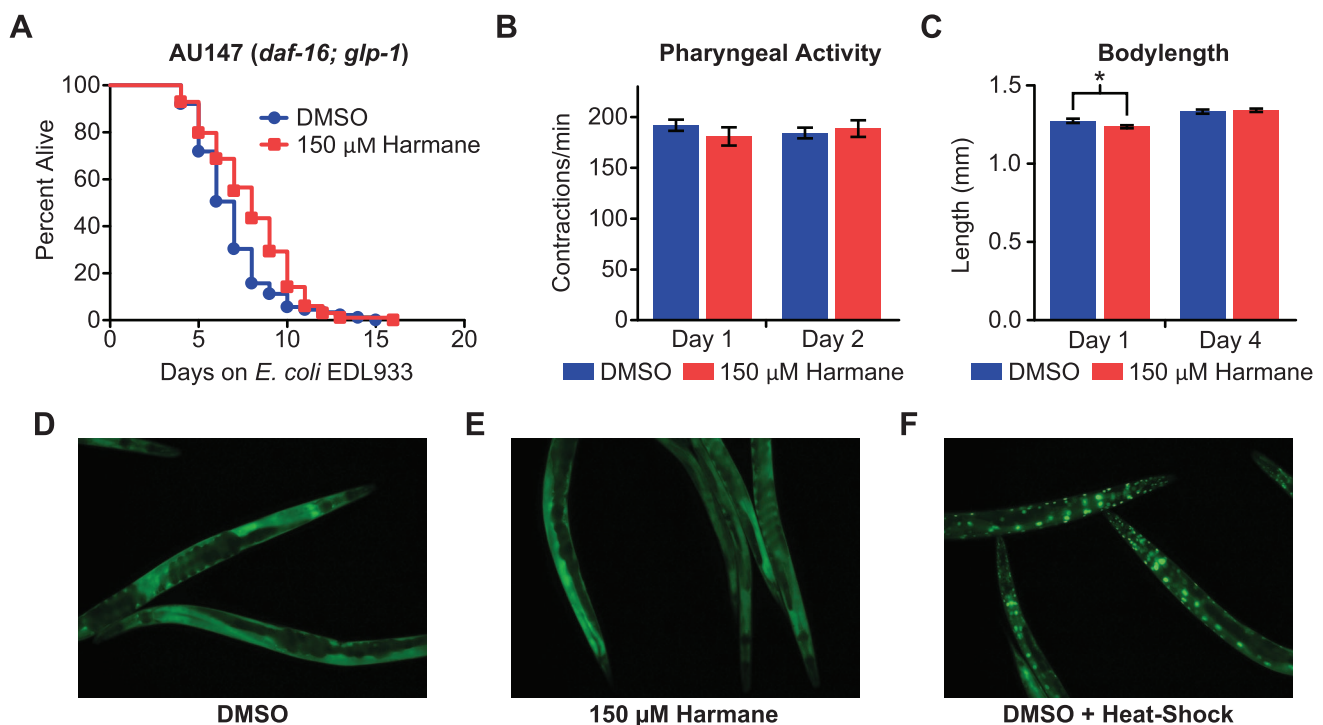 A
AU147 (daf-16; glp-1)
Percent Alive
100
80
60
40
20
0
0 5 10 15 20
Days on E. coli EDL933
DMSO
150 µM Harmane
B
Pharyngeal Activity
Contractions/min
200
150
100
50
0
Day 1 Day 2
DMSO 150 µM Harmane
C
Bodylength
*
Length (mm)
1.5
1.0
0.5
0.0
Day 1 Day 4
DMSO 150 µM Harmane
D
DMSO
E
150 µM Harmane
F
DMSO + Heat-Shock